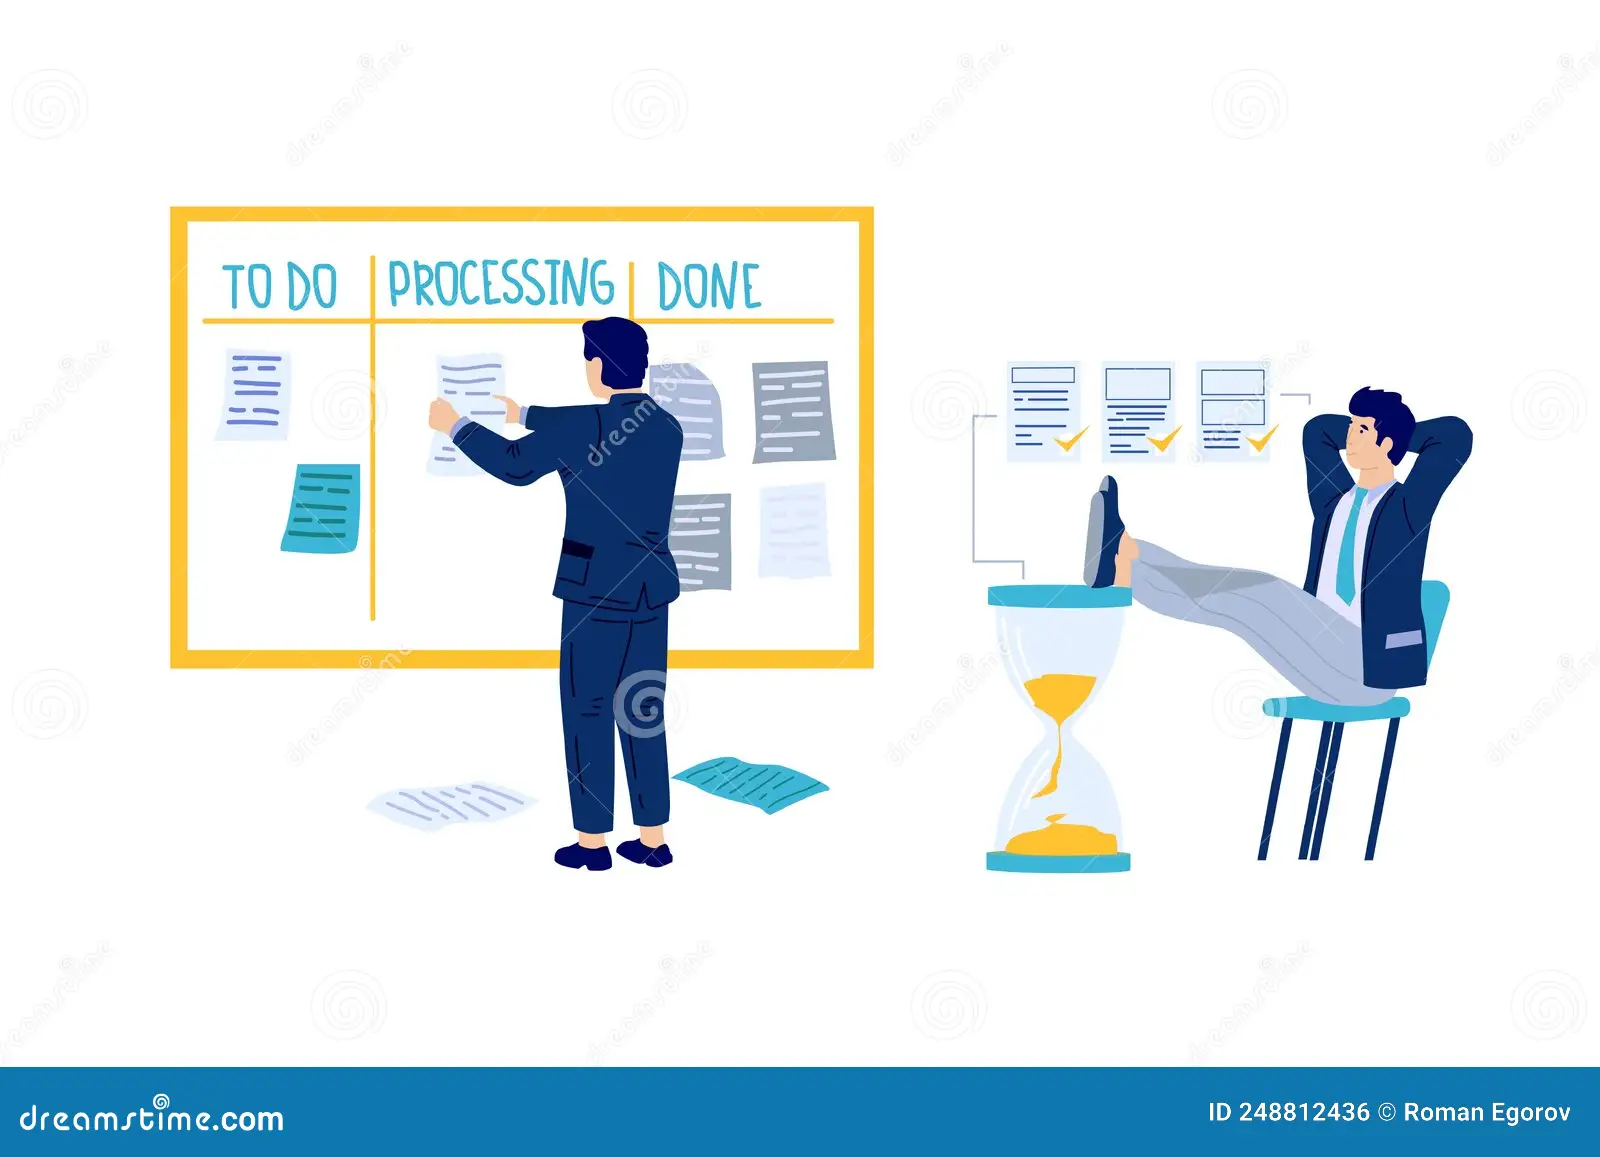 TO DO
PROCESSING
DONE
dreamstime.com
ID 248812436 © Roman Egorov